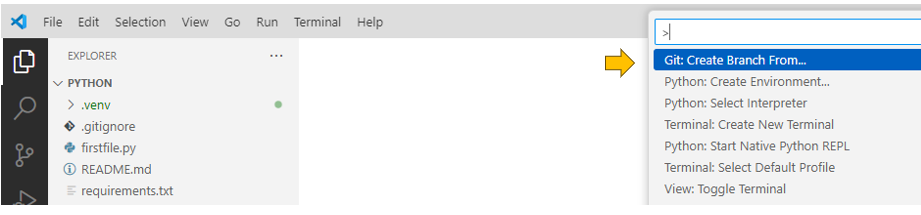 File Edit Selection View Go Run Terminal Help
EXPLORER ···
PYTHON
.venv
.gitignore
firstfile.py
README.md
requirements.txt
>
Git: Create Branch From...
Python: Create Environment...
Python: Select Interpreter
Terminal: Create New Terminal
Python: Start Native Python REPL
Terminal: Select Default Profile
View: Toggle Terminal